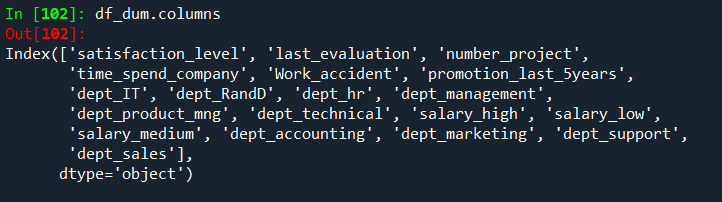 In [102]: df_dum.columns
Out[102]:
Index(['satisfaction_level', 'last_evaluation', 'number_project',
'time_spend_company', 'Work_accident', 'promotion_last_5years',
'dept_IT', 'dept_RandD', 'dept_hr', 'dept_management',
'dept_product_mng', 'dept_technical', 'salary_high', 'salary_low',
'salary_medium', 'dept_accounting', 'dept_marketing', 'dept_support',
'dept_sales'],
dtype='object')